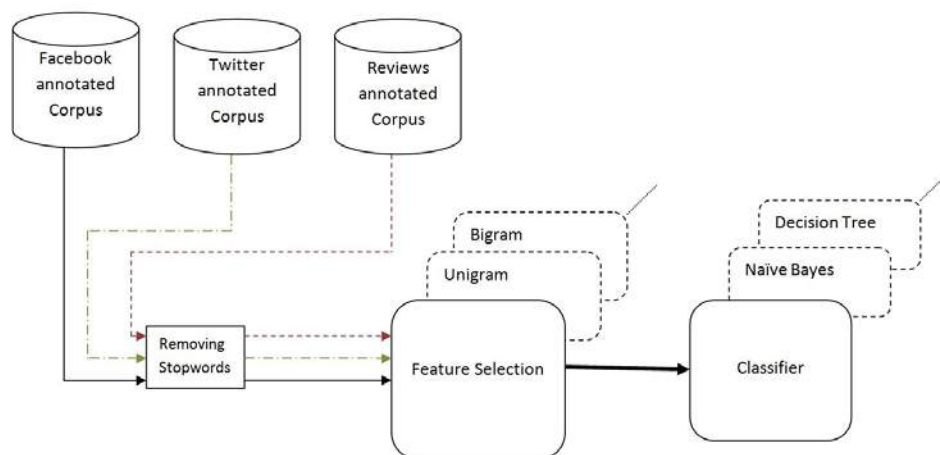 Facebook
annotated
Corpus
Twitter
annotated
Corpus
Reviews
annotated
Corpus
Bigram
Unigram
Decision Tree
Naïve Bayes
Removing
Stopwords
Feature Selection
Classifier